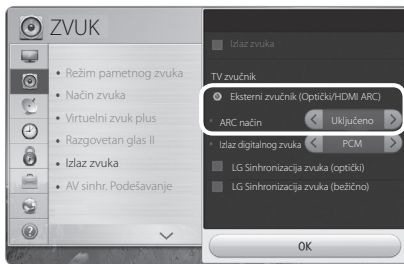 ZVUK
Režim pametnog zvuka
Način zvuka
Virtuelni zvuk plus
Razgovetan glas II
Izlaz zvuka
AV sinhr. Podešavanje
Izlaz zvuka
TV zvučnik
Eksterni zvučnik (Optički/HDMI ARC)
ARC način
Uključeno
Izlaz digitalnog zvuka
PCM
LG Sinhronizacija zvuka (optički)
LG Sinhronizacija zvuka (bežično)
OK